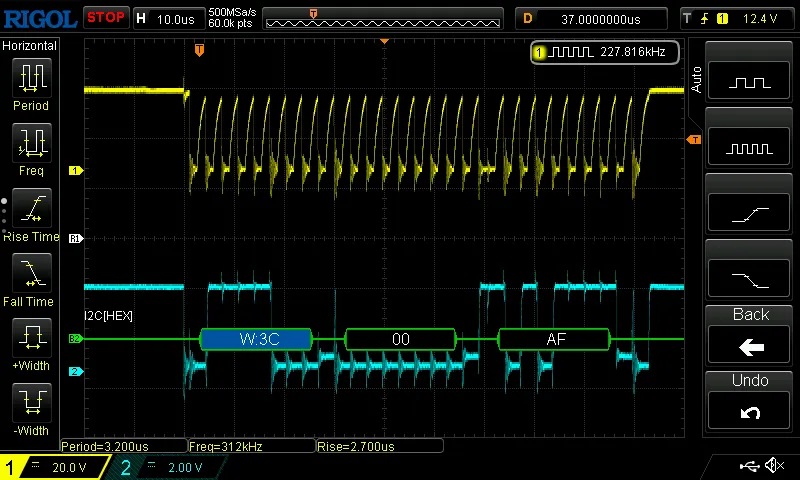 RIGOL STOP H 10.0us 500MSa/s 60.0k pts T D 37.0000000us T 1 12.4 V
Horizontal
T
1 227.816kHz
Auto
Period
Freq
Rise Time
Fall Time
+Width
-Width
1
R1
T
I2C[HEX]
B2 W:3C 00 AF
2
Back
Undo
Period=3.200us Freq=312kHz Rise=2.700us
1 20.0 V 2 2.00 V